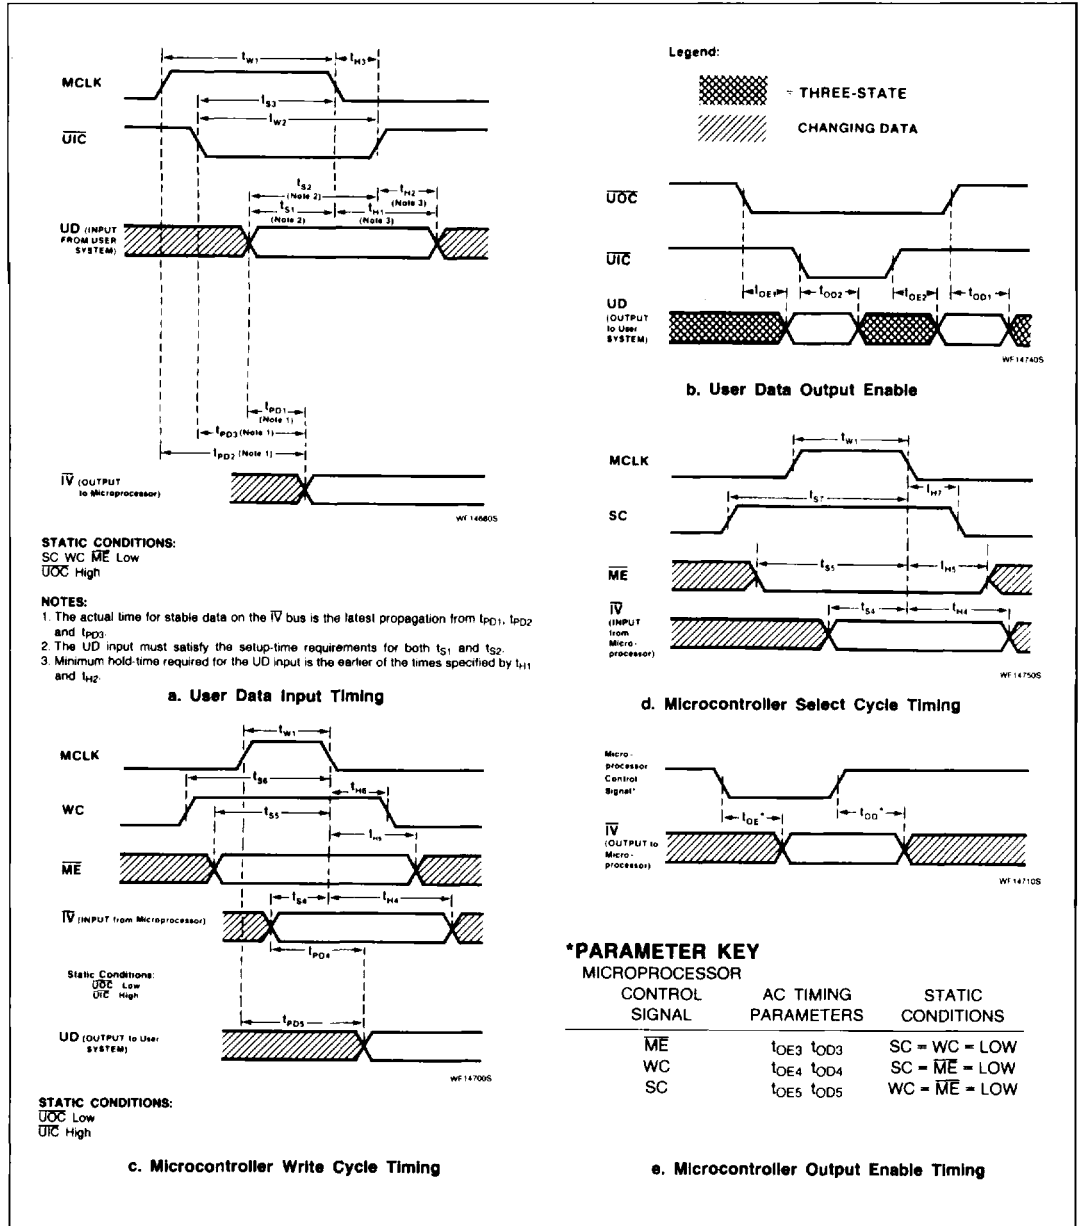 tW1
tH3
MCLK
tS3
tW2
UIC
tS2
(Note 2)
tH2
(Note 3)
tS1
(Note 2)
tH1
(Note 3)
UD (INPUT
FROM USER
SYSTEM)
tPD1
(Note 1)
tPD3 (Note 1)
tPD2 (Note 1)
IV (OUTPUT
to Microprocessor)
WF14680S
STATIC CONDITIONS:
SC WC ME Low
UOC High
NOTES:
1. The actual time for stable data on the IV bus is the latest propagation from tPD1, tPD2
and tPD3.
2. The UD input must satisfy the setup-time requirements for both tS1 and tS2.
3. Minimum hold-time required for the UD input is the earlier of the times specified by tH1
and tH2.
a. User Data Input Timing
Legend:
= THREE-STATE
CHANGING DATA
UOC
UIC
tOE1
tOD2
tOE2
tOD1
UD
(OUTPUT
to User
SYSTEM)
WF14740S
b. User Data Output Enable
tW1
MCLK
tH7
tS7
SC
tS5
tH5
ME
tS4
tH4
IV
(INPUT
from
Micro-
processor)
WF14750S
d. Microcontroller Select Cycle Timing
tW1
MCLK
tS6
tH6
WC
tS5
tH5
ME
tS4
tH4
IV (INPUT from Microprocessor)
tPD4
Static Conditions:
UOC Low
UIC High
tPD5
UD (OUTPUT to User
SYSTEM)
WF14700S
STATIC CONDITIONS:
UOC Low
UIC High
c. Microcontroller Write Cycle Timing
Micro-
processor
Control
Signal*
tOE*
tOD*
IV
(OUTPUT to
Micro-
processor)
WF14710S
*PARAMETER KEY
MICROPROCESSOR
CONTROL AC TIMING STATIC
SIGNAL PARAMETERS CONDITIONS
ME tOE3 tOD3 SC = WC = LOW
WC tOE4 tOD4 SC = ME = LOW
SC tOE5 tOD5 WC = ME = LOW
e. Microcontroller Output Enable Timing